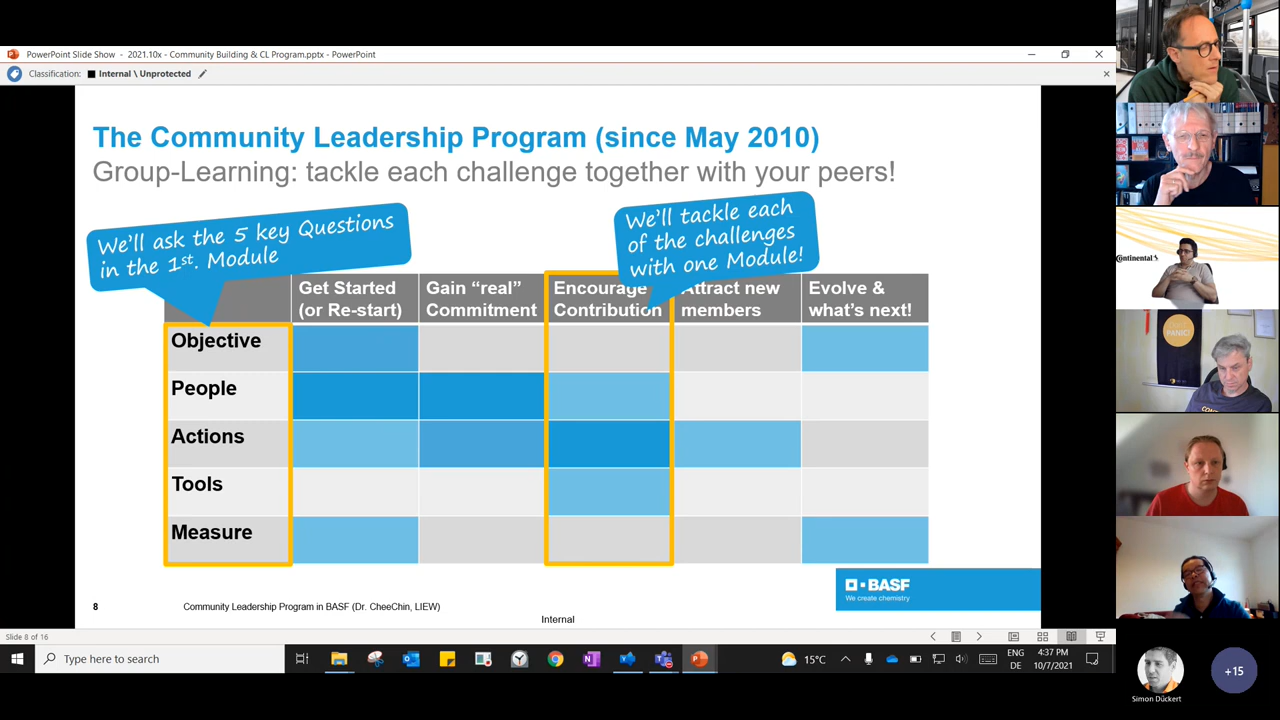 PowerPoint Slide Show - 2021.10x - Community Building & CL Program.pptx - PowerPoint
Classification: Internal \ Unprotected
The Community Leadership Program (since May 2010)
Group-Learning: tackle each challenge together with your peers!
We'll ask the 5 key Questions
in the 1st. Module
We'll tackle each
of the challenges
with one Module!
Get Started
(or Re-start)
Gain "real"
Commitment
Encourage
Contribution
Attract new
members
Evolve &
what's next!
Objective
People
Actions
Tools
Measure
BASF
We create chemistry
8 Community Leadership Program in BASF (Dr. CheeChin, LIEW)
Internal
Slide 8 of 16
Type here to search
15°C
ENG
DE
4:37 PM
10/7/2021
Continental
PANIC
Simon Dückert
+15